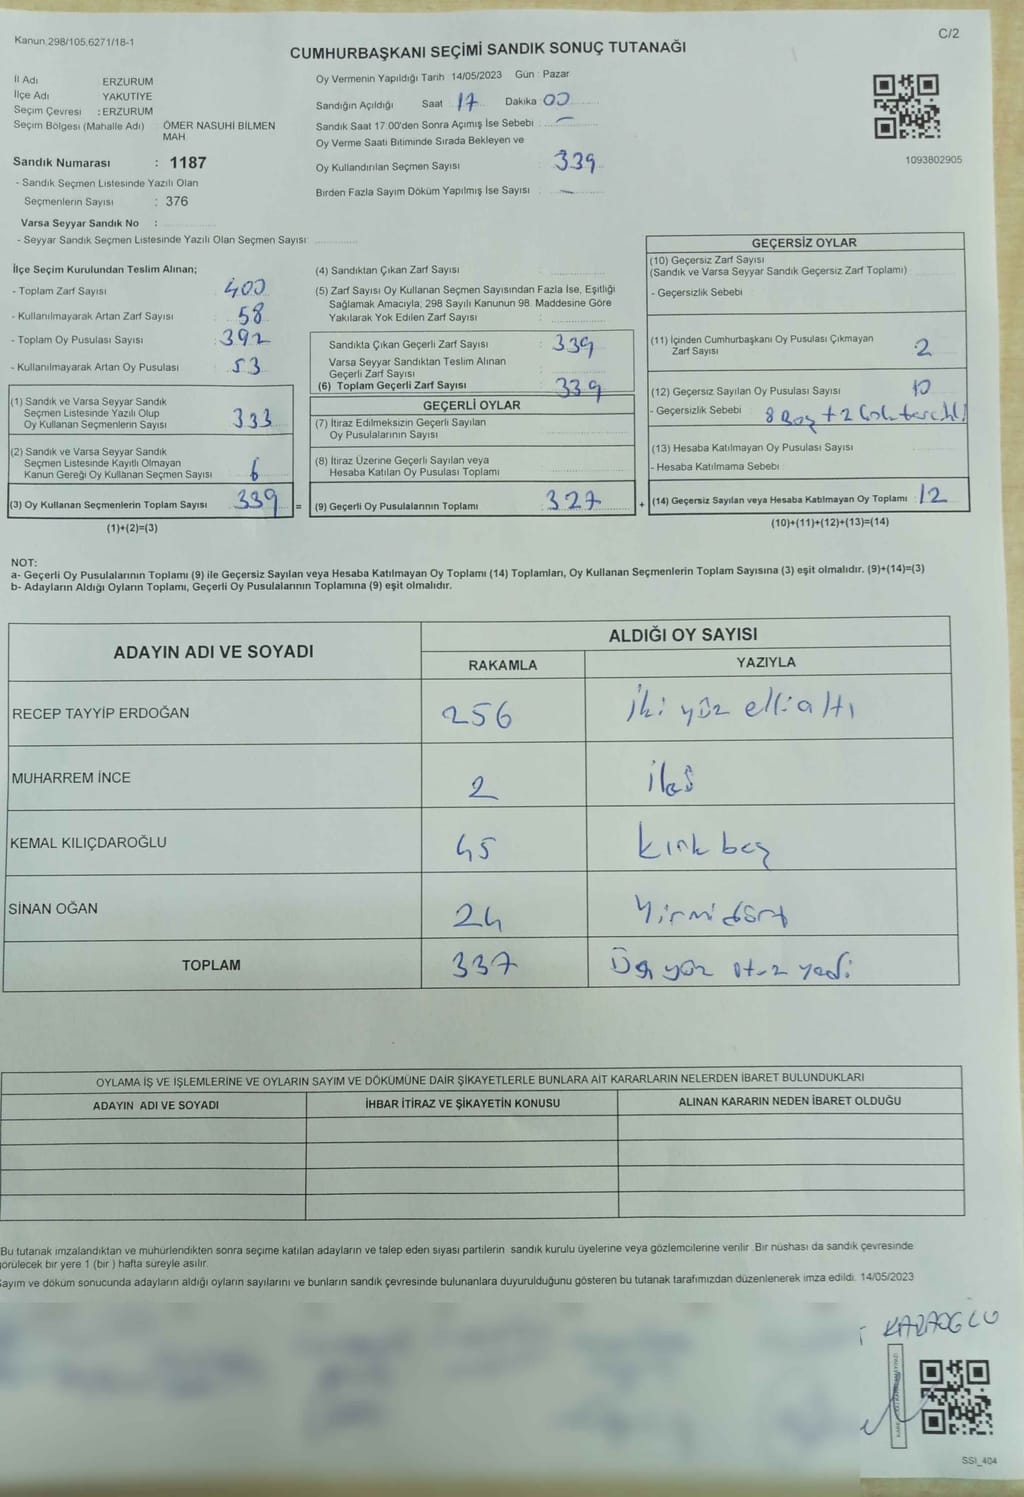 Kanun 298/105,6271/18-1
C/2
CUMHURBAŞKANI SEÇİMİ SANDIK SONUÇ TUTANAĞI
İl Adı ERZURUM
İlçe Adı YAKUTİYE
Seçim Çevresi : ERZURUM
Seçim Bölgesi (Mahalle Adı) ÖMER NASUHİ BİLMEN
MAH
Sandık Numarası : 1187
- Sandık Seçmen Listesinde Yazılı Olan
Seçmenlerin Sayısı : 376
Varsa Seyyar Sandık No :
- Seyyar Sandık Seçmen Listesinde Yazılı Olan Seçmen Sayısı
Oy Vermenin Yapıldığı Tarih 14/05/2023 Gün : Pazar
Sandığın Açıldığı Saat 17 Dakika 00
Sandık Saat 17:00'den Sonra Açımış İse Sebebi : —
Oy Verme Saati Bitiminde Sırada Bekleyen ve
Oy Kullandırılan Seçmen Sayısı : 339
Birden Fazla Sayım Döküm Yapılmış İse Sayısı : —
1093802905
İlçe Seçim Kurulundan Teslim Alınan;
- Toplam Zarf Sayısı 400
- Kullanılmayarak Artan Zarf Sayısı : 58
- Toplam Oy Pusulası Sayısı : 392
- Kullanılmayarak Artan Oy Pusulası : 53
(1) Sandık ve Varsa Seyyar Sandık
Seçmen Listesinde Yazılı Olup
Oy Kullanan Seçmenlerin Sayısı 333
(2) Sandık ve Varsa Seyyar Sandık
Seçmen Listesinde Kayıtlı Olmayan
Kanun Gereği Oy Kullanan Seçmen Sayısı 6
(3) Oy Kullanan Seçmenlerin Toplam Sayısı 339 =
(1)+(2)=(3)
(4) Sandıktan Çıkan Zarf Sayısı
(5) Zarf Sayısı Oy Kullanan Seçmen Sayısından Fazla İse, Eşitliği
Sağlamak Amacıyla, 298 Sayılı Kanunun 98. Maddesine Göre
Yakılarak Yok Edilen Zarf Sayısı :
Sandıkta Çıkan Geçerli Zarf Sayısı : 339
Varsa Seyyar Sandıktan Teslim Alınan
Geçerli Zarf Sayısı
(6) Toplam Geçerli Zarf Sayısı : 339
GEÇERLİ OYLAR
(7) İtiraz Edilmeksizin Geçerli Sayılan
Oy Pusulalarının Sayısı
(8) İtiraz Üzerine Geçerli Sayılan veya
Hesaba Katılan Oy Pusulası Toplamı
(9) Geçerli Oy Pusulalarının Toplamı 327 +
GEÇERSİZ OYLAR
(10) Geçersiz Zarf Sayısı
(Sandık ve Varsa Seyyar Sandık Geçersiz Zarf Toplamı)
- Geçersizlik Sebebi
(11) İçinden Cumhurbaşkanı Oy Pusulası Çıkmayan
Zarf Sayısı 2
(12) Geçersiz Sayılan Oy Pusulası Sayısı 10
- Geçersizlik Sebebi : 8 Boş + 2
(13) Hesaba Katılmayan Oy Pusulası Sayısı
- Hesaba Katılmama Sebebi
(14) Geçersiz Sayılan veya Hesaba Katılmayan Oy Toplamı : 12
(10)+(11)+(12)+(13)=(14)
NOT:
a- Geçerli Oy Pusulalarının Toplamı (9) ile Geçersiz Sayılan veya Hesaba Katılmayan Oy Toplamı (14) Toplamları, Oy Kullanan Seçmenlerin Toplam Sayısına (3) eşit olmalıdır. (9)+(14)=(3)
b- Adayların Aldığı Oyların Toplamı, Geçerli Oy Pusulalarının Toplamına (9) eşit olmalıdır.
ADAYIN ADI VE SOYADI ALDIĞI OY SAYISI
RAKAMLA YAZIYLA
RECEP TAYYİP ERDOĞAN 256 iki yüz elli altı
MUHARREM İNCE 2 iki
KEMAL KILIÇDAROĞLU 45 kırk beş
SİNAN OĞAN 24 Yirmi dört
TOPLAM 337 Üç yüz otuz yedi
OYLAMA İŞ VE İŞLEMLERİNE VE OYLARIN SAYIM VE DÖKÜMÜNE DAİR ŞİKAYETLERLE BUNLARA AİT KARARLARIN NELERDEN İBARET BULUNDUKLARI
ADAYIN ADI VE SOYADI İHBAR İTİRAZ VE ŞİKAYETİN KONUSU ALINAN KARARIN NEDEN İBARET OLDUĞU
Bu tutanak imzalandıktan ve mühürlendikten sonra seçime katılan adayların ve talep eden siyasi partilerin sandık kurulu üyelerine veya gözlemcilerine verilir. Bir nüshası da sandık çevresinde
görülecek bir yere 1 (bir ) hafta süreyle asılır.
Sayım ve döküm sonucunda adayların aldığı oyların sayılarını ve bunların sandık çevresinde bulunanlara duyurulduğunu gösteren bu tutanak tarafımızdan düzenlenerek imza edildi. 14/05/2023
KARAOĞLU
SSI_404